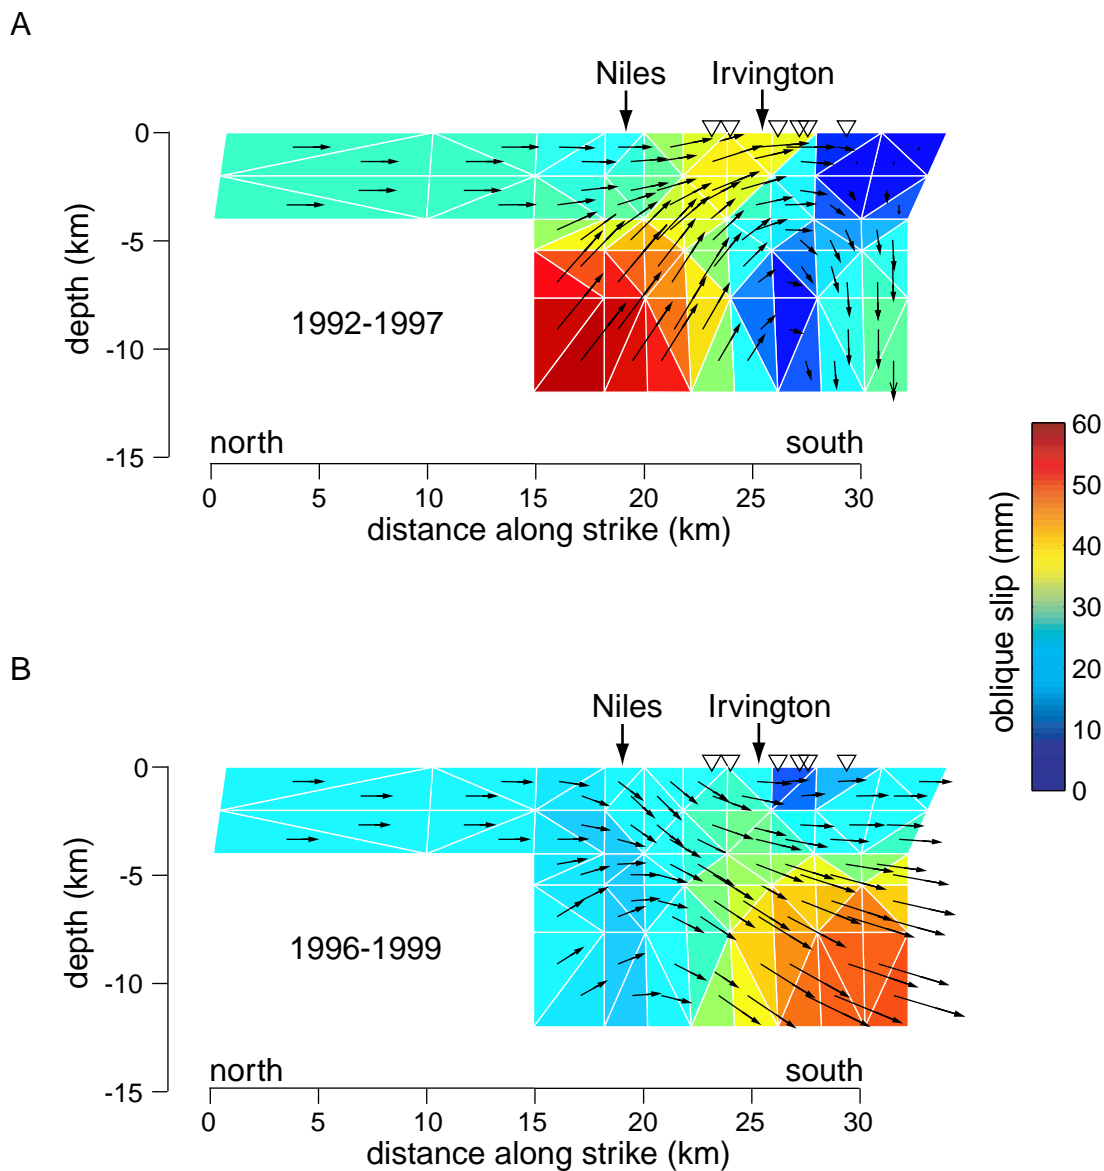 A
Niles Irvington
0
-5
-10
-15
depth (km)
1992-1997
north south
0 5 10 15 20 25 30
distance along strike (km)
60
50
40
30
20
10
0
oblique slip (mm)
B
Niles Irvington
0
-5
-10
-15
depth (km)
1996-1999
north south
0 5 10 15 20 25 30
distance along strike (km)